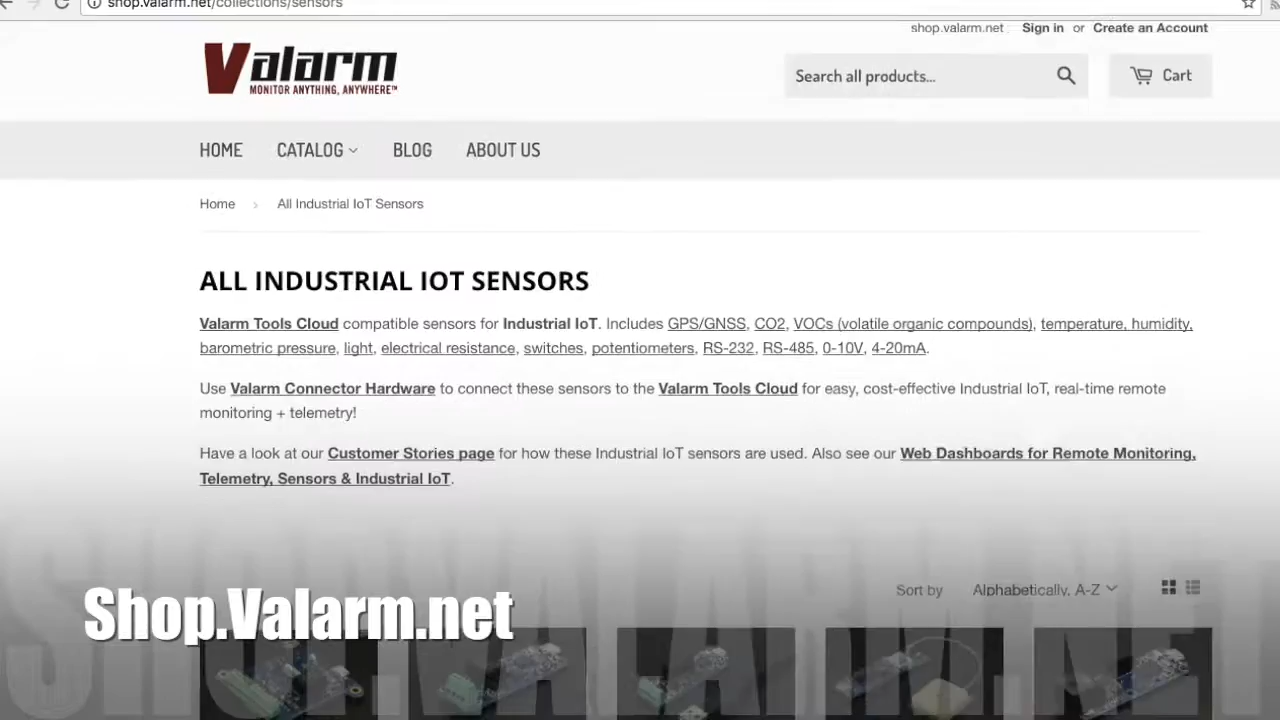 shop.valarm.net/collections/sensors
shop.valarm.net Sign in or Create an Account
Valarm
MONITOR ANYTHING, ANYWHERE™
Search all products...
Cart
HOME CATALOG BLOG ABOUT US
Home › All Industrial IoT Sensors
ALL INDUSTRIAL IOT SENSORS
Valarm Tools Cloud compatible sensors for Industrial IoT. Includes GPS/GNSS, CO2, VOCs (volatile organic compounds), temperature, humidity,
barometric pressure, light, electrical resistance, switches, potentiometers, RS-232, RS-485, 0-10V, 4-20mA.
Use Valarm Connector Hardware to connect these sensors to the Valarm Tools Cloud for easy, cost-effective Industrial IoT, real-time remote
monitoring + telemetry!
Have a look at our Customer Stories page for how these Industrial IoT sensors are used. Also see our Web Dashboards for Remote Monitoring,
Telemetry, Sensors & Industrial IoT.
SHOP.VALARM.NET
Sort by Alphabetically, A-Z
Shop.Valarm.net